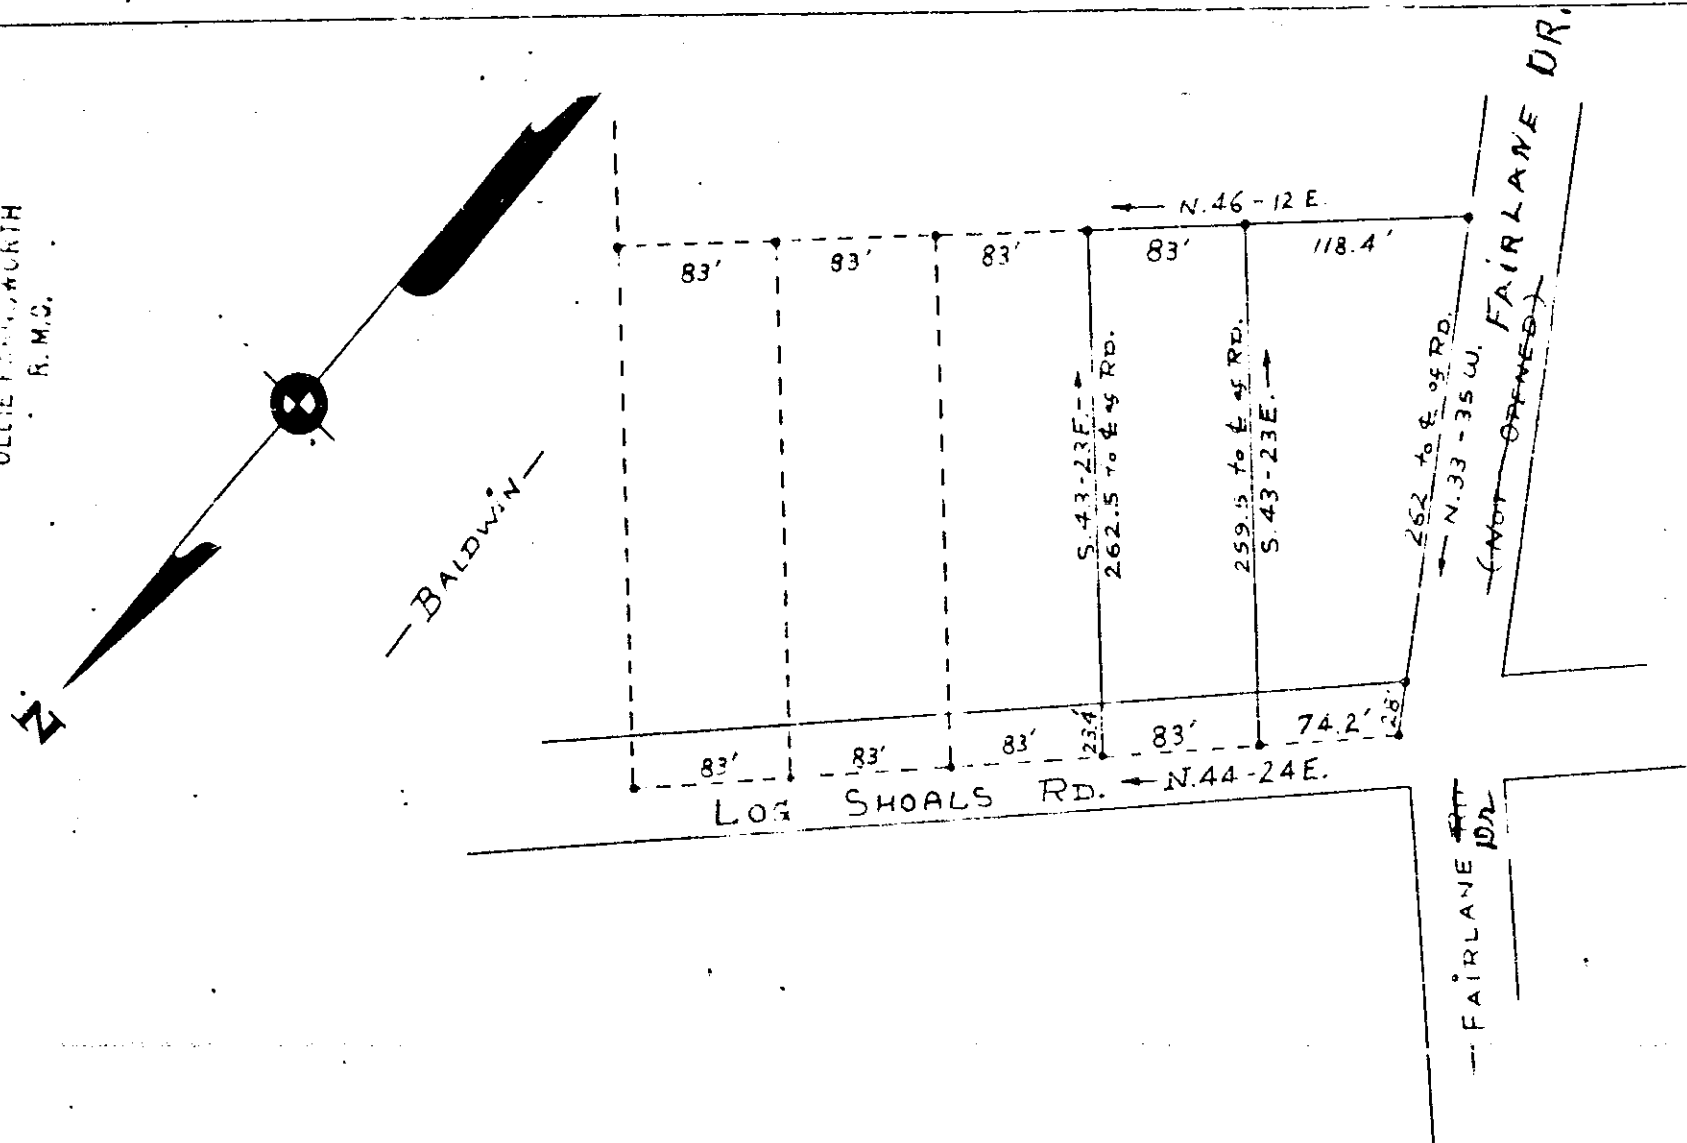 R. M. C.
N
— BALDWIN —
← N. 46-12 E.
83'
83'
83'
83'
118.4'
S. 43-23E. →
262.5 to ℄ of RD.
259.5 to ℄ of RD.
S. 43-23E. →
262 to ℄ of RD.
← N. 33-35 W.
FAIRLANE DR.
(NOT OPENED)
83'
83'
83'
23.4'
83'
74.2'
28'
← N. 44-24E.
LOG SHOALS RD.
— FAIRLANE
Dr